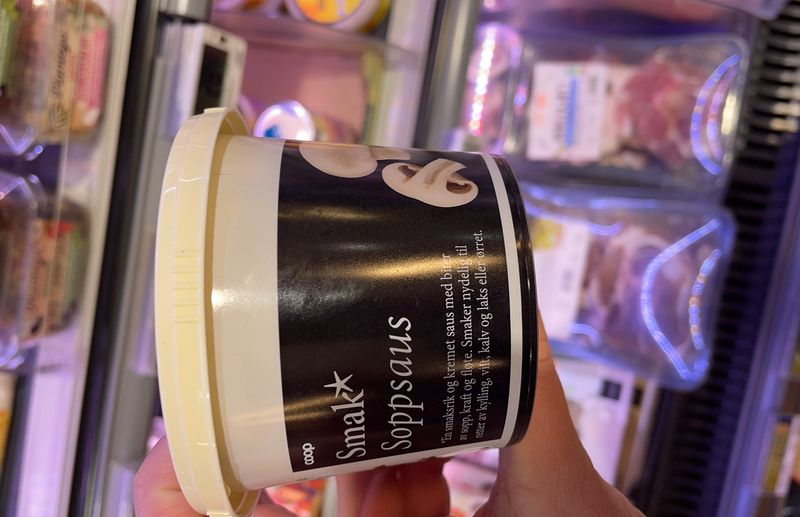 coop
Smak
Soppsaus
"En smaksrik og kremet saus med biter
av sopp, kraft og fløte. Smaker nydelig til
retter av kylling, vilt, kalv og laks eller ørret.